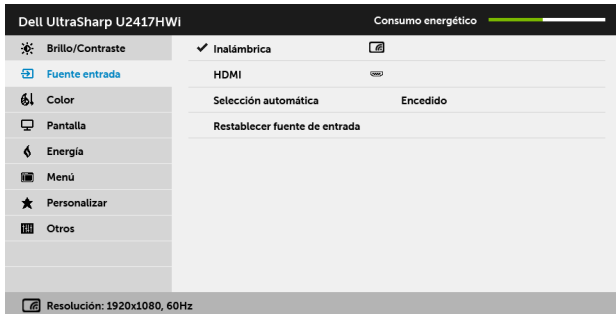 Dell UltraSharp U2417HWi Consumo energético
Brillo/Contraste Inalámbrica
Fuente entrada HDMI
Color Selección automática Encedido
Pantalla Restablecer fuente de entrada
Energía
Menú
Personalizar
Otros
Resolución: 1920x1080, 60Hz